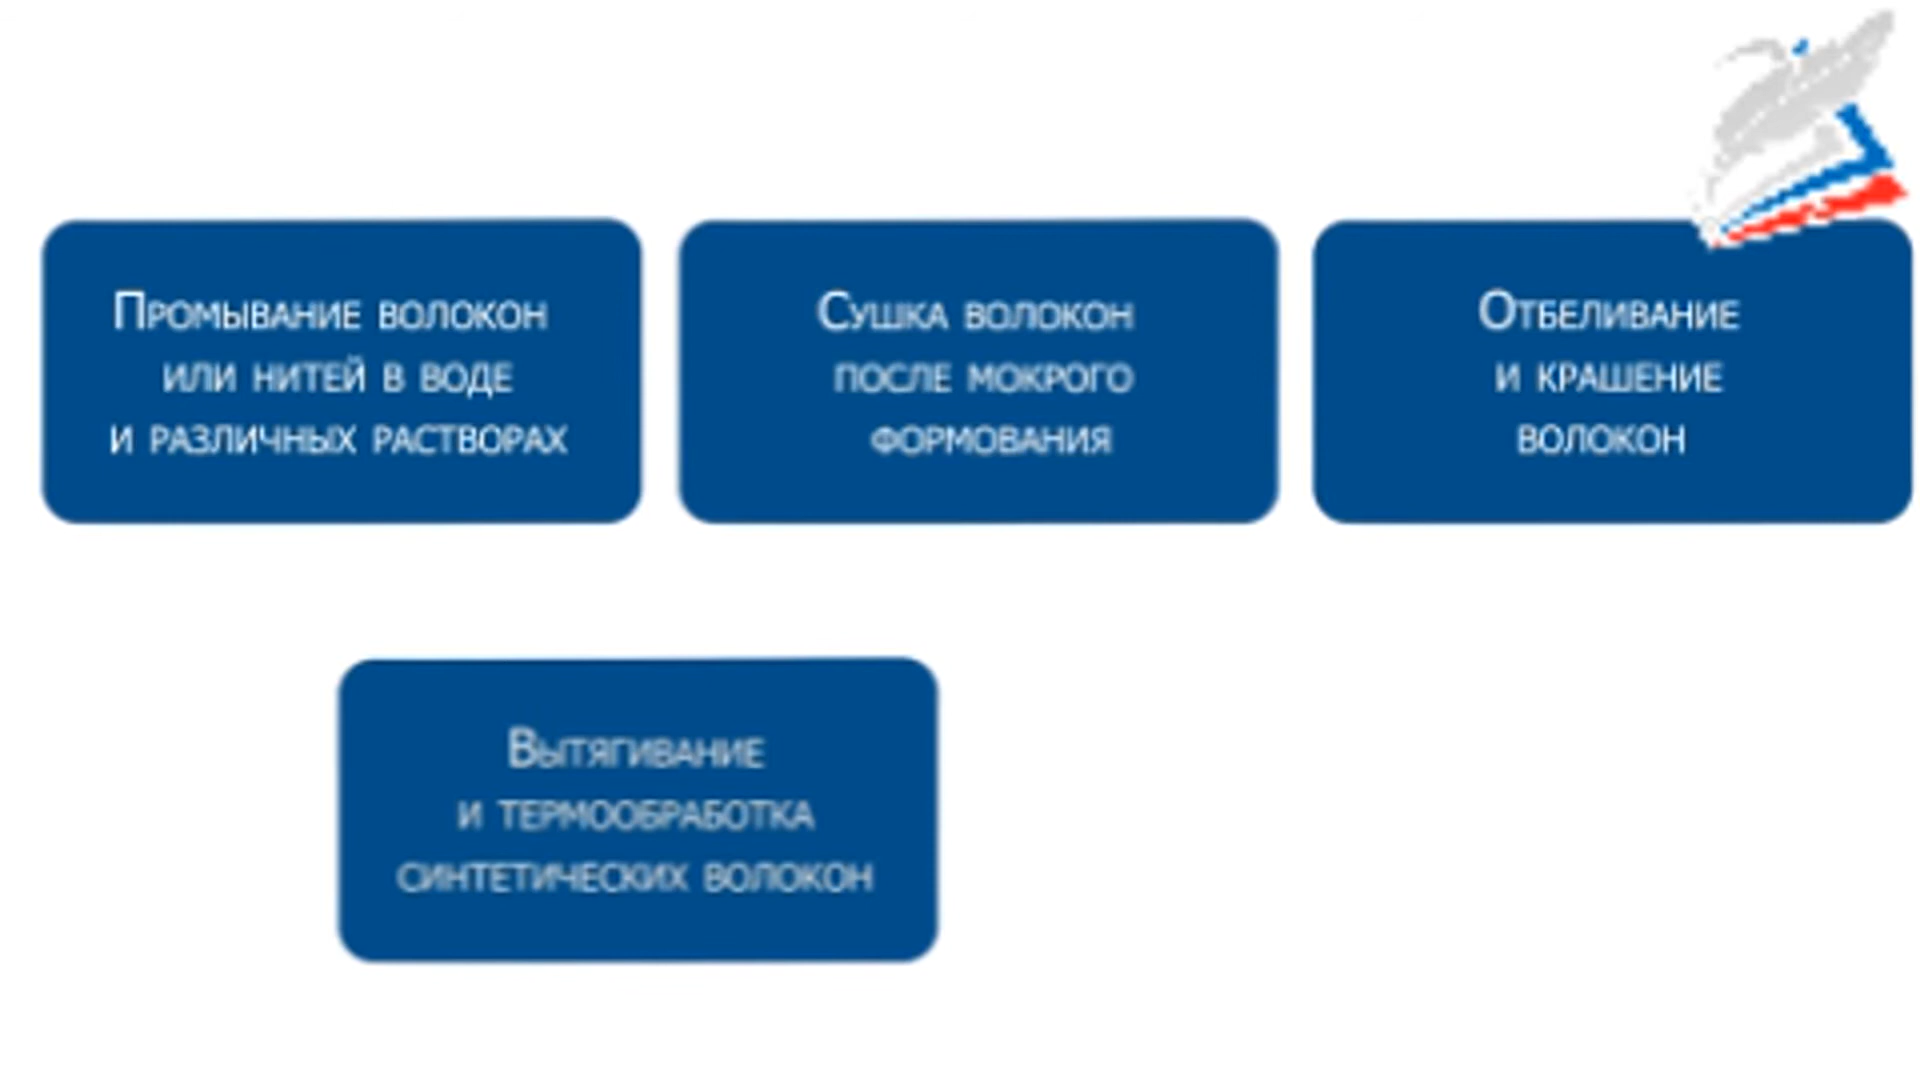 Промывание волокон
или нитей в воде
и различных растворах
Сушка волокон
после мокрого
формования
Отбеливание
и крашение
волокон
Вытягивание
и термообработка
синтетических волокон